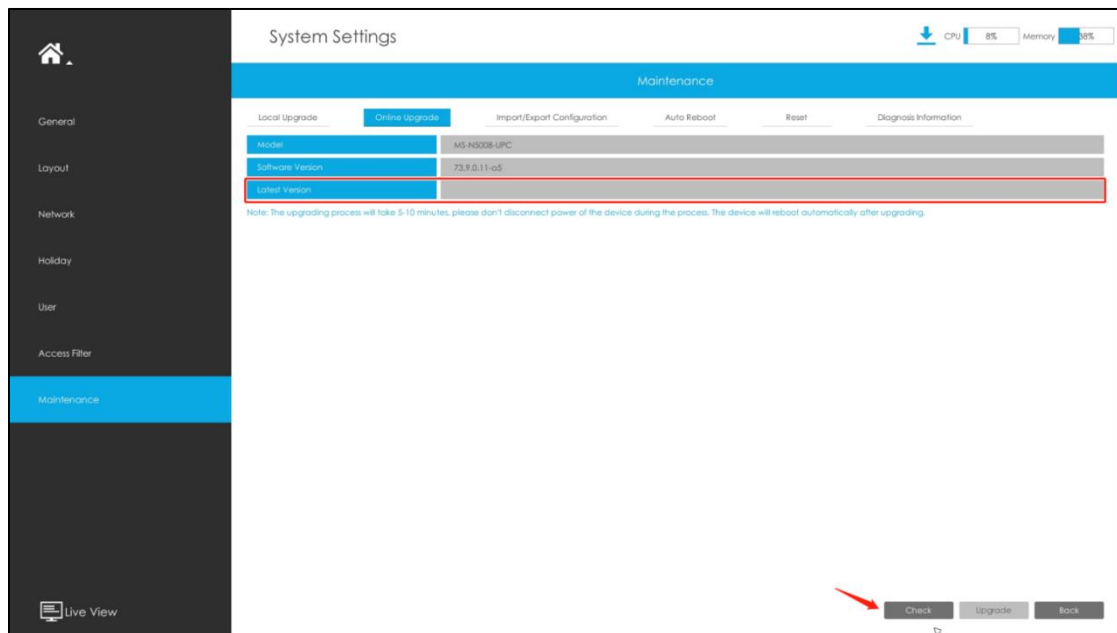 System Settings
CPU 8% Memory 38%
Maintenance
General
Layout
Network
Holiday
User
Access Filter
Maintenance
Live View
Local Upgrade Online Upgrade Import/Export Configuration Auto Reboot Reset Diagnosis Information
Model MS-N5008-UPC
Software Version 73.9.0.11-a5
Latest Version
Note: The upgrading process will take 5-10 minutes, please don't disconnect power of the device during the process. The device will reboot automatically after upgrading.
Check Upgrade Back